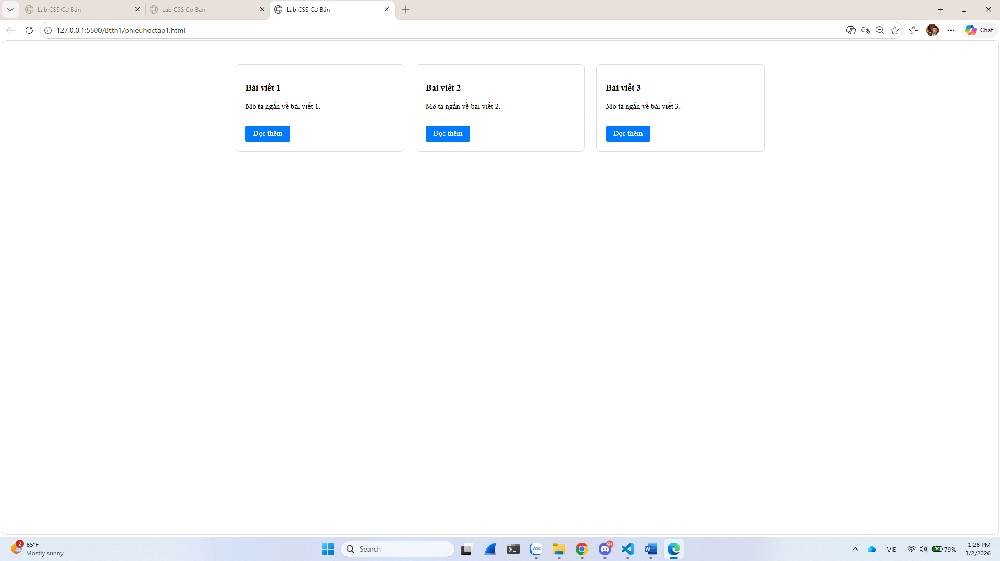 Lab CSS Cơ Bản
Lab CSS Cơ Bản
Lab CSS Cơ Bản
127.0.0.1:5500/Btth1/phieuhoctap1.html
Chat
Bài viết 1
Mô tả ngắn về bài viết 1.
Đọc thêm
Bài viết 2
Mô tả ngắn về bài viết 2.
Đọc thêm
Bài viết 3
Mô tả ngắn về bài viết 3.
Đọc thêm
2
85°F
Mostly sunny
Search
Zalo
9+
VIE
79%
1:28 PM
3/2/2026